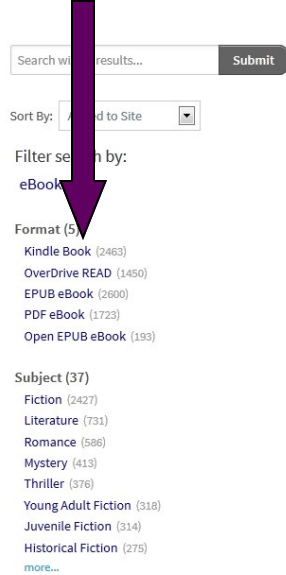 Search wi results...
Submit
Sort By: A d to Site
Filter se ch by:
eBook
Format (5)
Kindle Book (2463)
OverDrive READ (1450)
EPUB eBook (2600)
PDF eBook (1723)
Open EPUB eBook (193)
Subject (37)
Fiction (2427)
Literature (731)
Romance (586)
Mystery (413)
Thriller (376)
Young Adult Fiction (318)
Juvenile Fiction (314)
Historical Fiction (275)
more...